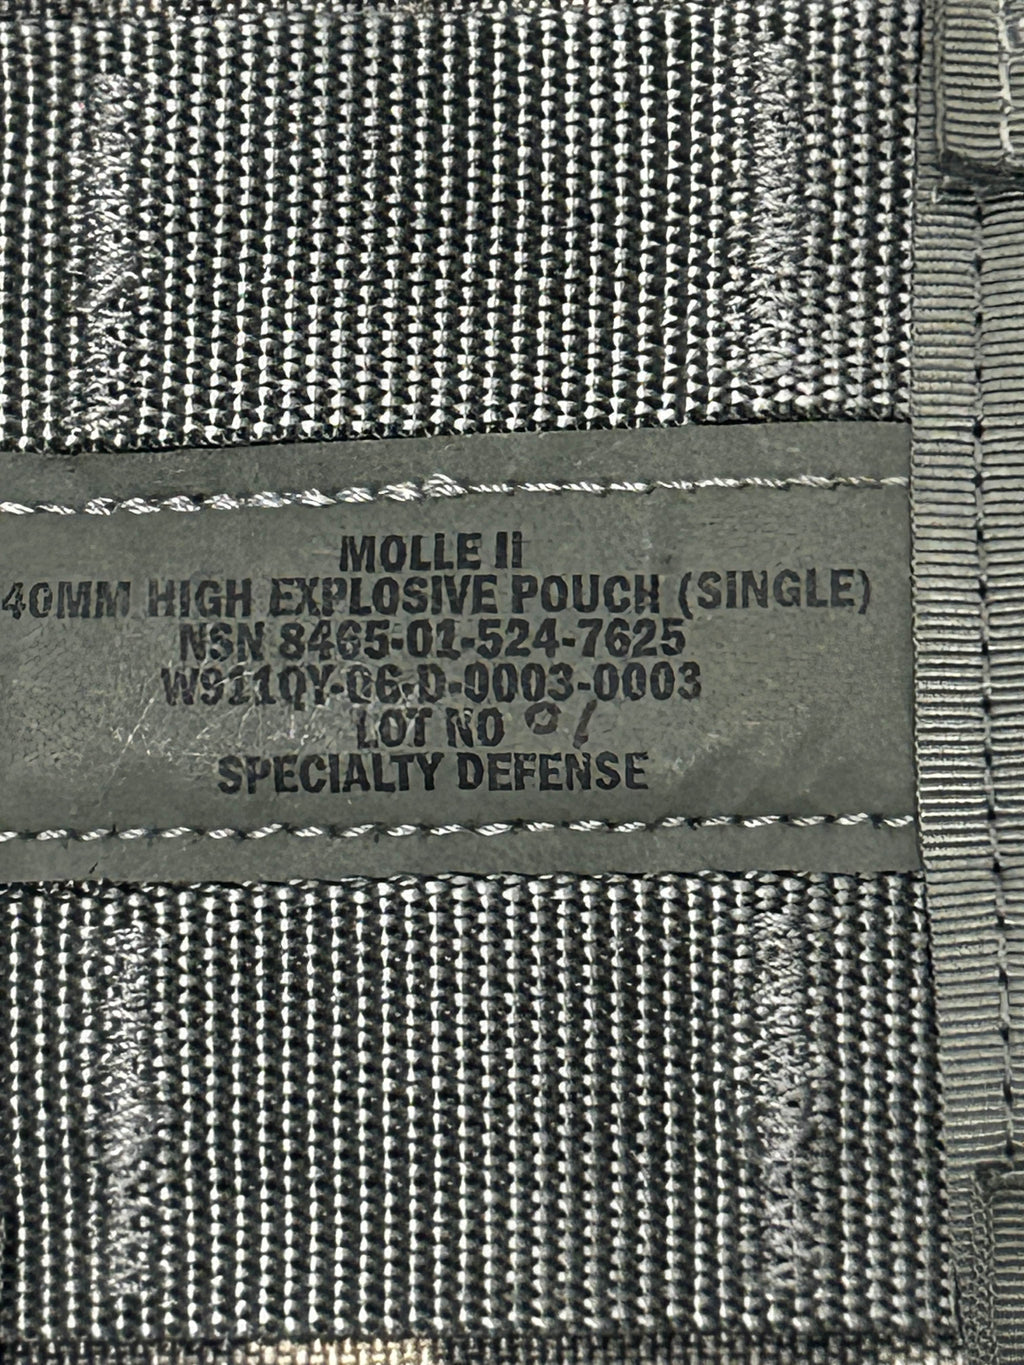 MOLLE II
40MM HIGH EXPLOSIVE POUCH (SINGLE)
NSN 8465-01-524-7625
W911QY-06-D-0003-0003
LOT NO 01
SPECIALTY DEFENSE